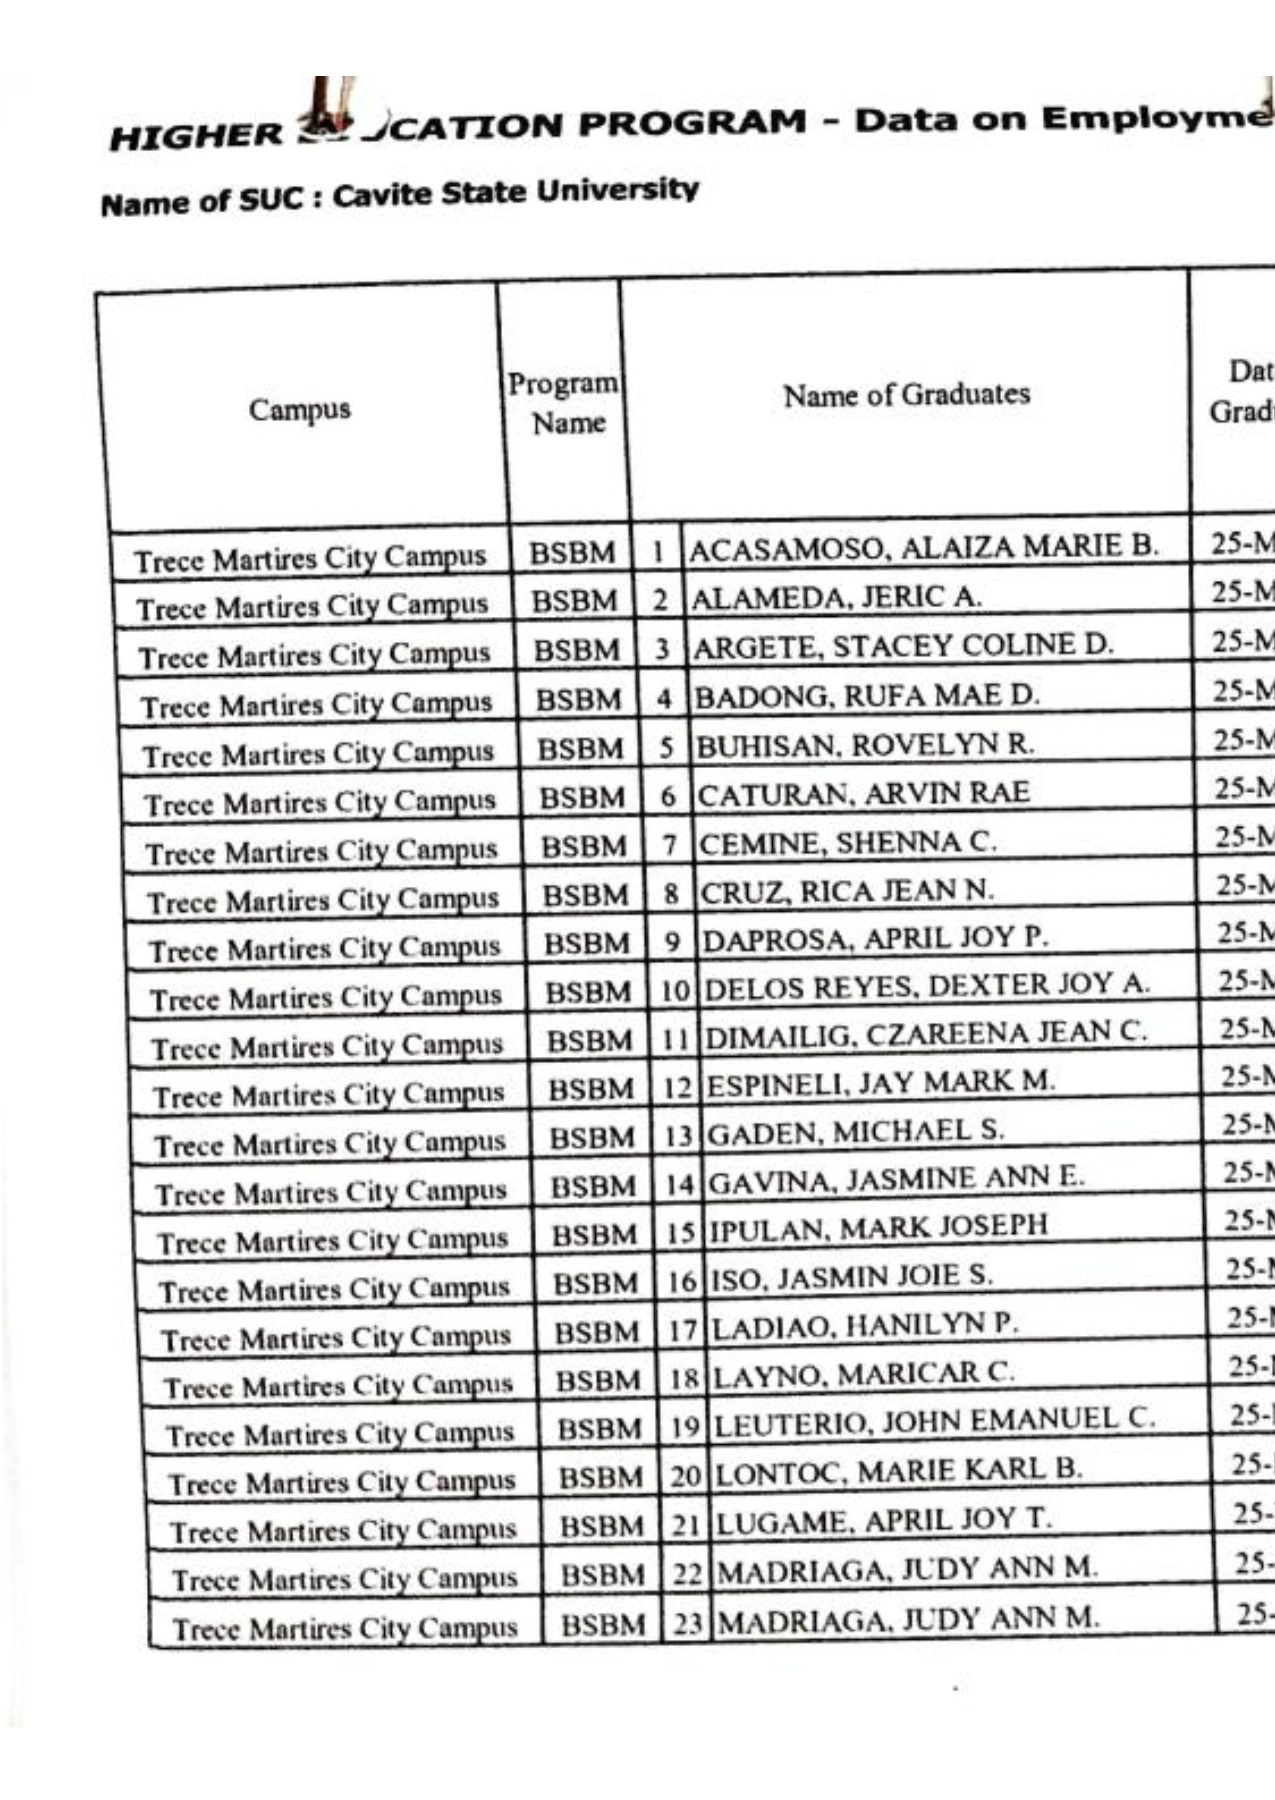 HIGHER CATION PROGRAM - Data on Employme
Name of SUC : Cavite State University
Campus Program Name Name of Graduates Dat Grad
Trece Martires City Campus BSBM 1 ACASAMOSO, ALAIZA MARIE B. 25-M
Trece Martires City Campus BSBM 2 ALAMEDA, JERIC A. 25-M
Trece Martires City Campus BSBM 3 ARGETE, STACEY COLINE D. 25-M
Trece Martires City Campus BSBM 4 BADONG, RUFA MAE D. 25-M
Trece Martires City Campus BSBM 5 BUHISAN, ROVELYN R. 25-M
Trece Martires City Campus BSBM 6 CATURAN, ARVIN RAE 25-M
Trece Martires City Campus BSBM 7 CEMINE, SHENNA C. 25-M
Trece Martires City Campus BSBM 8 CRUZ, RICA JEAN N. 25-M
Trece Martires City Campus BSBM 9 DAPROSA, APRIL JOY P. 25-M
Trece Martires City Campus BSBM 10 DELOS REYES, DEXTER JOY A. 25-M
Trece Martires City Campus BSBM 11 DIMAILIG, CZAREENA JEAN C. 25-M
Trece Martires City Campus BSBM 12 ESPINELI, JAY MARK M. 25-M
Trece Martires City Campus BSBM 13 GADEN, MICHAEL S. 25-M
Trece Martires City Campus BSBM 14 GAVINA, JASMINE ANN E. 25-M
Trece Martires City Campus BSBM 15 IPULAN, MARK JOSEPH 25-M
Trece Martires City Campus BSBM 16 ISO, JASMIN JOIE S. 25-M
Trece Martires City Campus BSBM 17 LADIAO, HANILYN P. 25-
Trece Martires City Campus BSBM 18 LAYNO, MARICAR C. 25-
Trece Martires City Campus BSBM 19 LEUTERIO, JOHN EMANUEL C. 25-
Trece Martires City Campus BSBM 20 LONTOC, MARIE KARL B. 25-
Trece Martires City Campus BSBM 21 LUGAME, APRIL JOY T. 25-
Trece Martires City Campus BSBM 22 MADRIAGA, JUDY ANN M. 25-
Trece Martires City Campus BSBM 23 MADRIAGA, JUDY ANN M. 25-